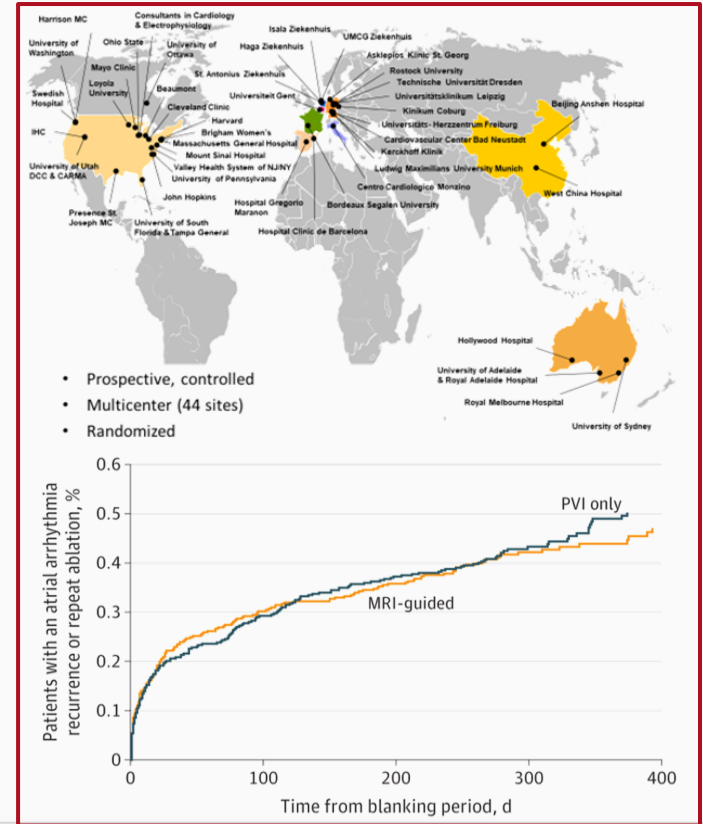 Harrison MC
Consultants in Cardiology
& Electrophysiology
University of
Washington
Ohio State
University of
Ottawa
Mayo Clinic
Loyola
University
Beaumont
Swedish
Hospital
Cleveland Clinic
Harvard
IHC
Brigham Women's
Massachusetts General Hospital
Mount Sinai Hospital
University of Utah
DCC & CARMA
Valley Health System of NJ/NY
University of Pennsylvania
John Hopkins
Presence St.
Joseph MC
University of South
Florida &Tampa General
Isala Ziekenhuis
UMCG Ziekenhuis
Haga Ziekenhuis
Asklepios Klinic St. Georg
St. Antonius Ziekenhuis
Rostock University
Technische Universität Dresden
Universiteit Gent
Universitätsklinikum Leipzig
Klinikum Coburg
Universitäts- Herzzentrum Freiburg
Cardiovascular Center Bad Neustadt
Kerckhoff Klinik
Ludwig Maximilians University Munich
Centro Cardiologico Monzino
Hospital Gregorio
Maranon
Bordeaux Segalen University
Hospital Clinic de Barcelona
Beijing Anshen Hospital
West China Hospital
Hollywood Hospital
University of Adelaide
& Royal Adelaide Hospital
Royal Melbourne Hospital
University of Sydney
• Prospective, controlled
• Multicenter (44 sites)
• Randomized
Patients with an atrial arrhythmia
recurrence or repeat ablation, %
0.6
0.5
0.4
0.3
0.2
0.1
0
PVI only
MRI-guided
0 100 200 300 400
Time from blanking period, d